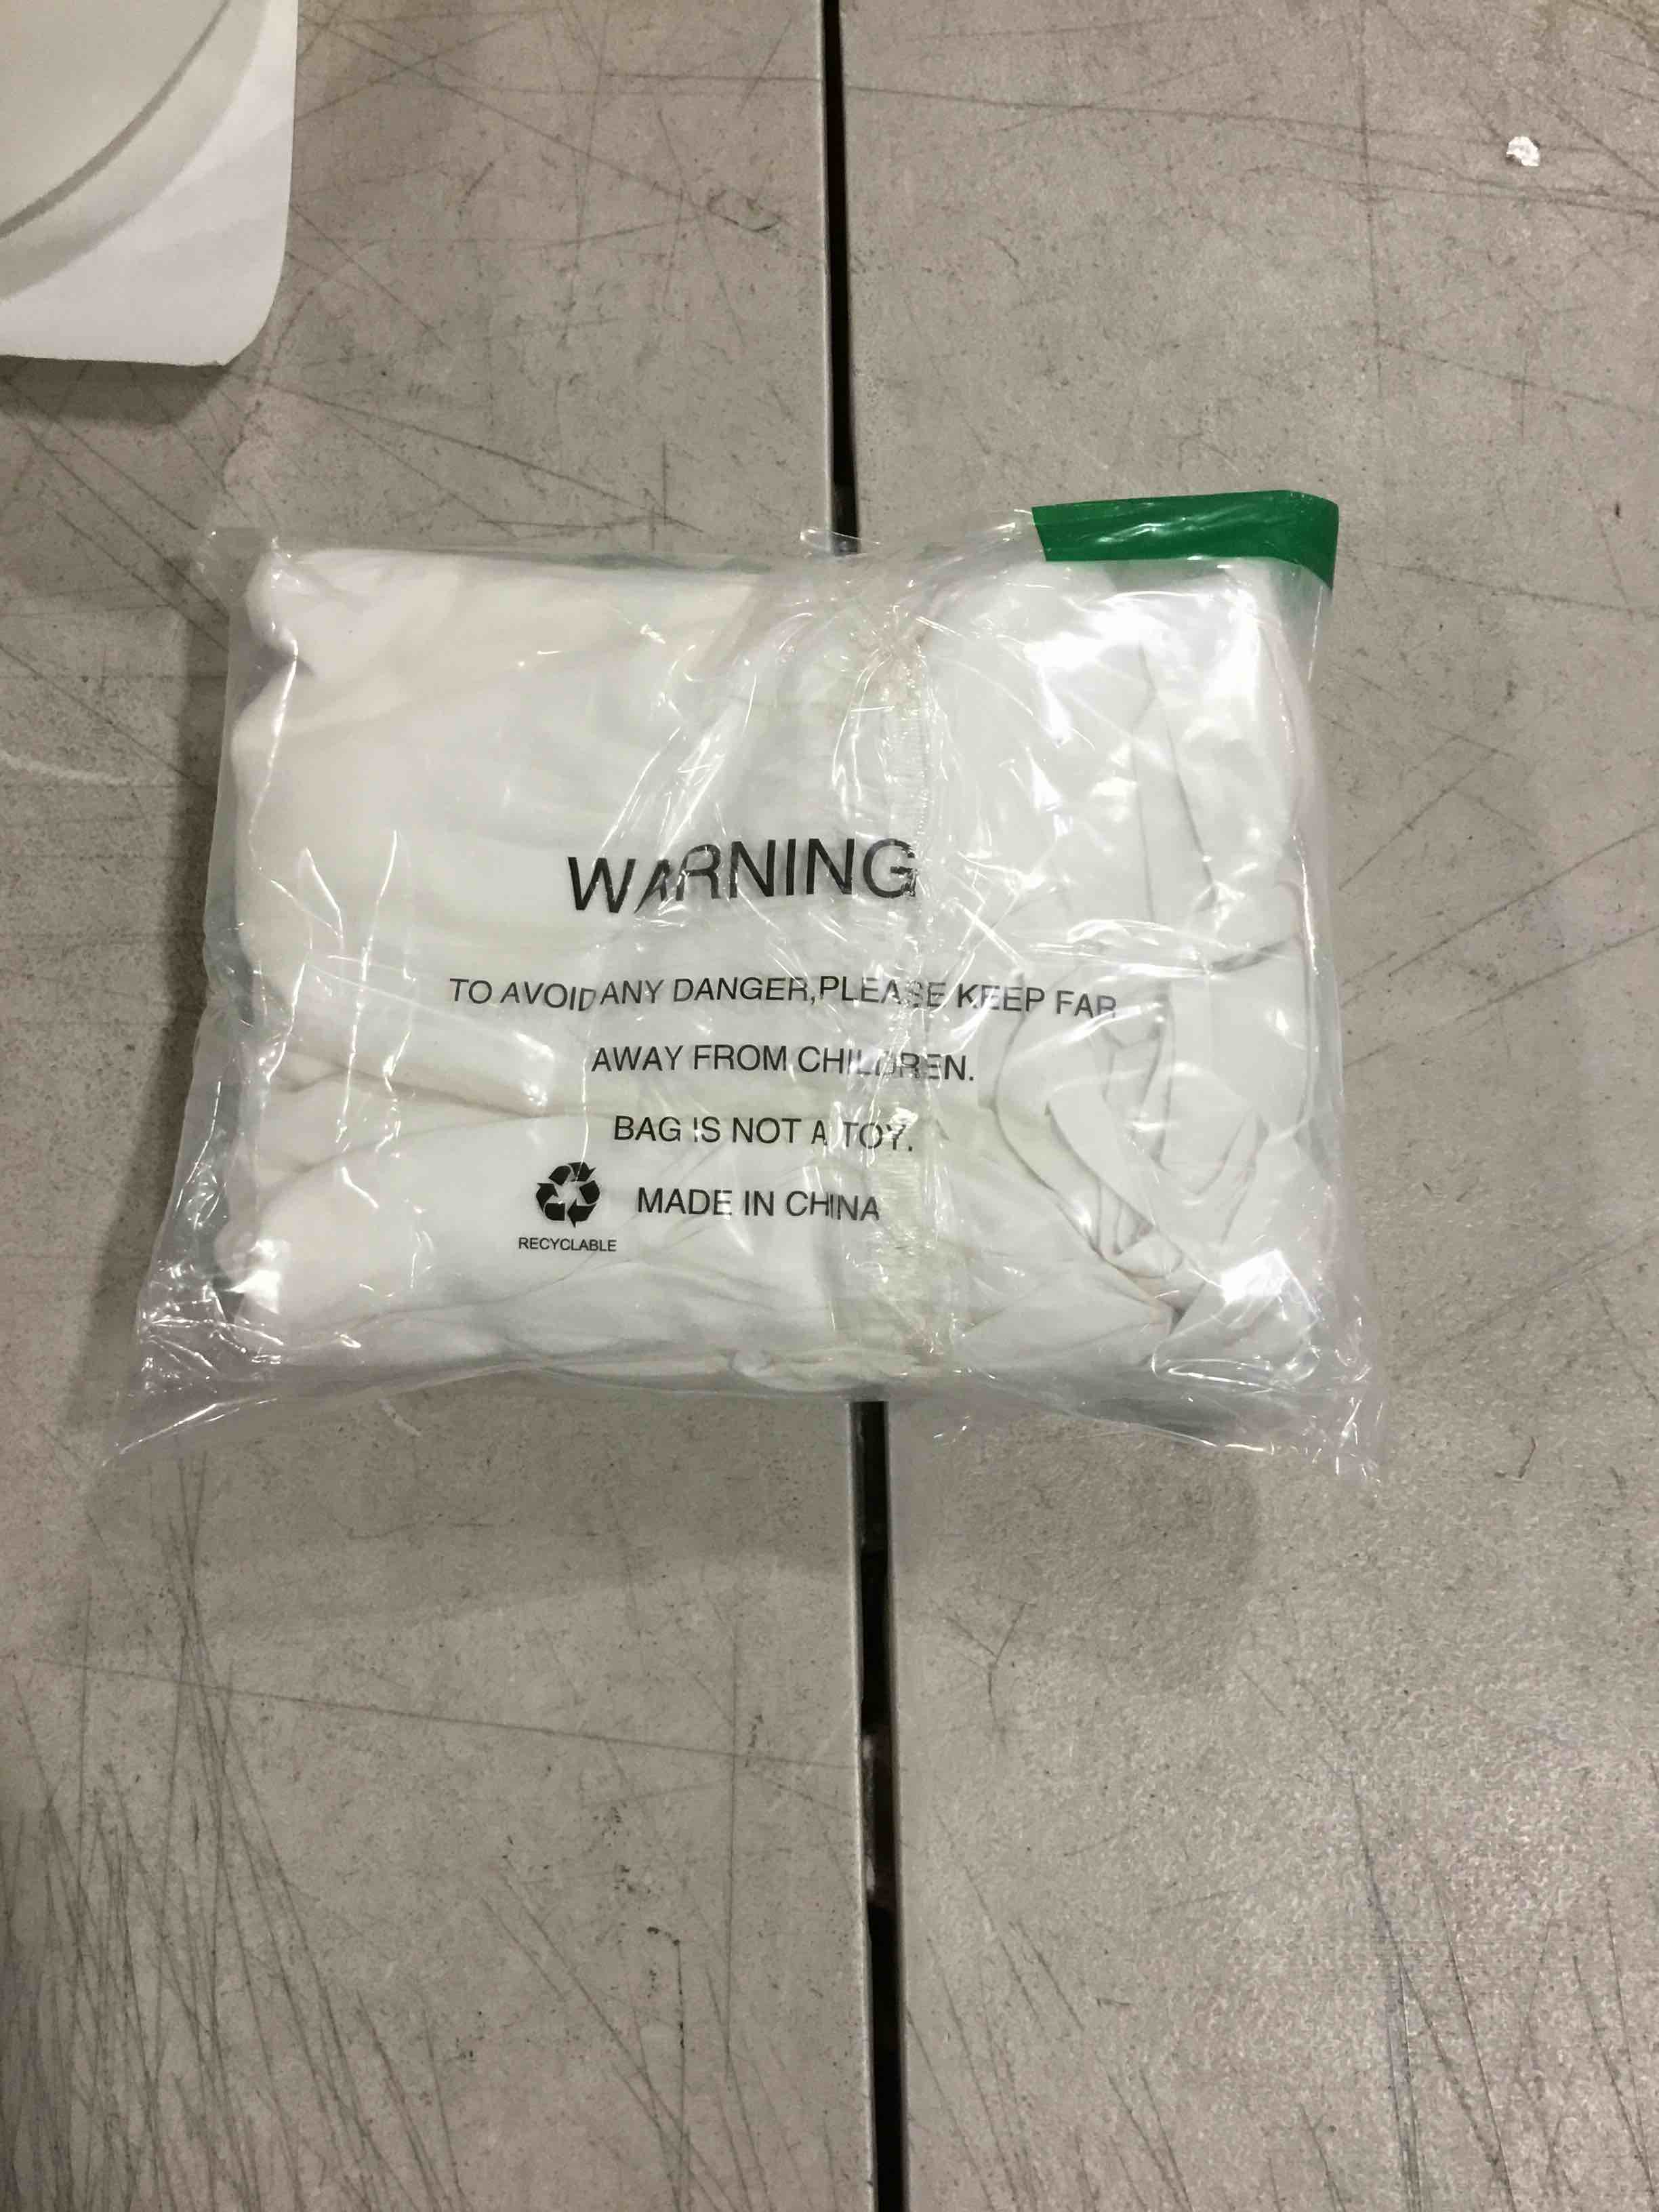 WARNING
TO AVOID ANY DANGER,PLEASE KEEP FAR
AWAY FROM CHILDREN.
BAG IS NOT A TOY.
MADE IN CHINA
RECYCLABLE